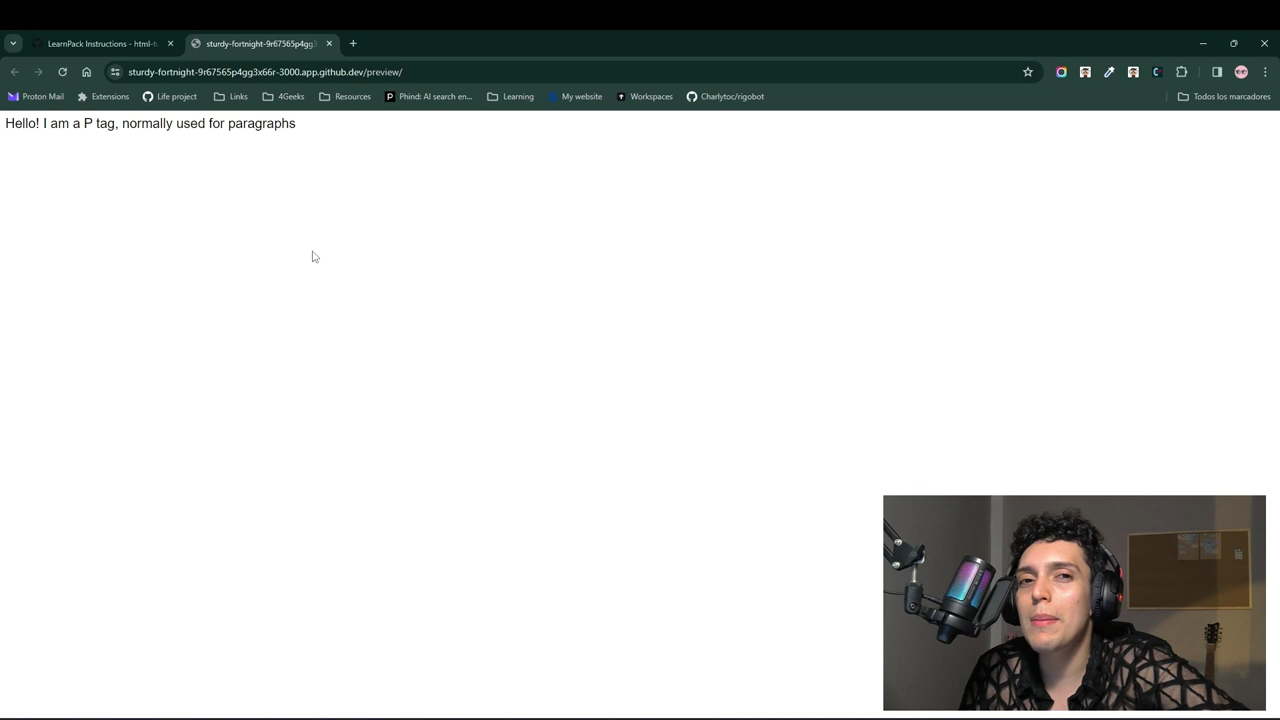 LearnPack Instructions - html-tu
sturdy-fortnight-9r67565p4gg3
sturdy-fortnight-9r67565p4gg3x66r-3000.app.github.dev/preview/
Proton Mail
Extensions
Life project
Links
4Geeks
Resources
Phind: AI search en...
Learning
My website
Workspaces
Charlytoc/rigobot
Todos los marcadores
Hello! I am a P tag, normally used for paragraphs